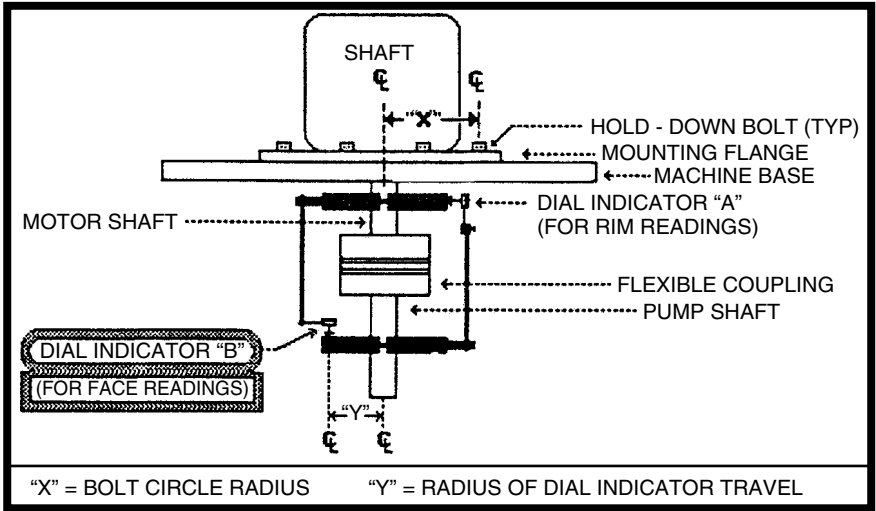 SHAFT
℄
℄
"X"
HOLD - DOWN BOLT (TYP)
MOUNTING FLANGE
MACHINE BASE
DIAL INDICATOR “A”
(FOR RIM READINGS)
MOTOR SHAFT
FLEXIBLE COUPLING
PUMP SHAFT
DIAL INDICATOR “B”
(FOR FACE READINGS)
“Y”
℄
℄
“X” = BOLT CIRCLE RADIUS “Y” = RADIUS OF DIAL INDICATOR TRAVEL